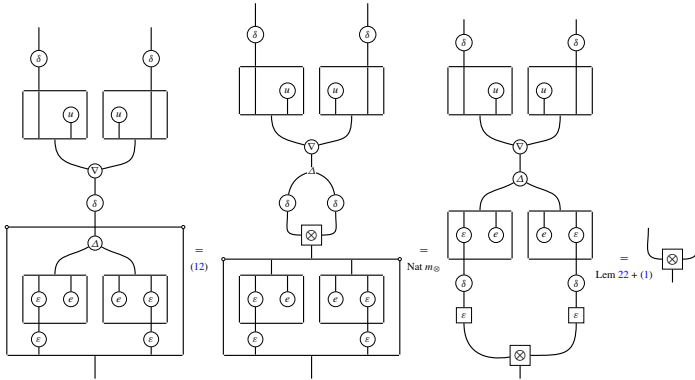 δ δ
u u
∇
δ
Δ
ε e e ε
ε ε
=
(12)
δ δ
u u
∇
Δ
δ δ
⊗
ε e e ε
ε ε
=
Nat m⊗
δ δ
u u
∇
Δ
ε e e ε
δ δ
ε ε
⊗
=
Lem 22 + (1)
⊗